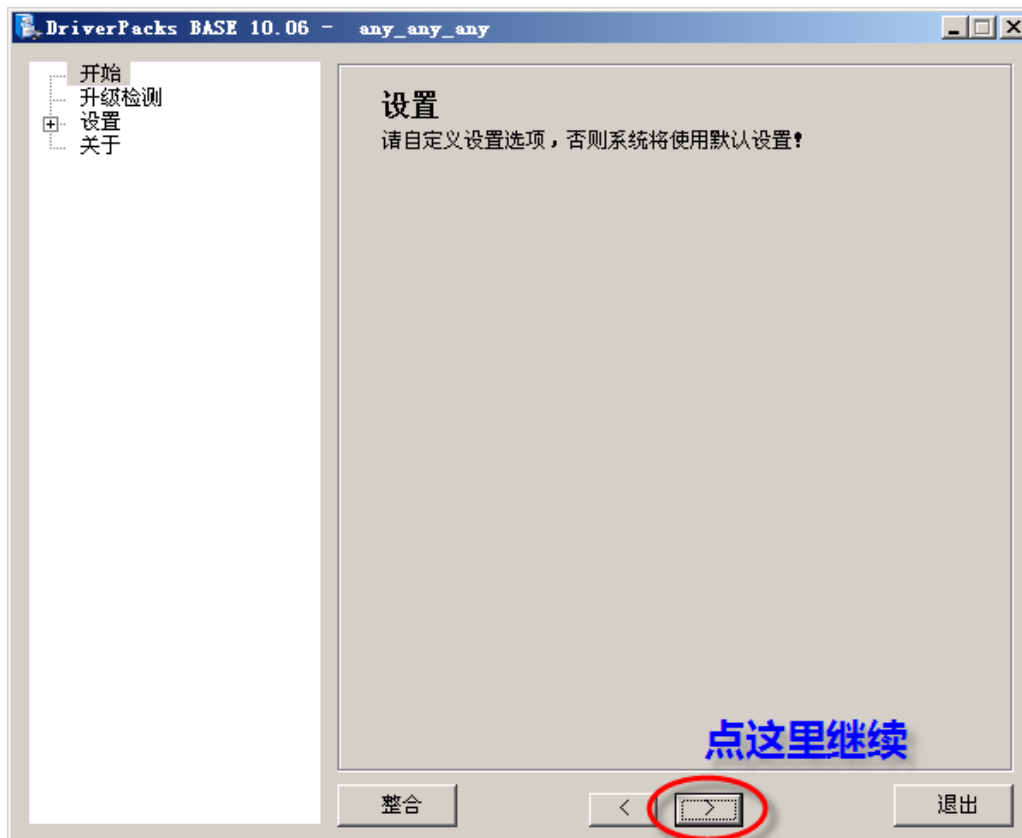 DriverPacks BASE 10.06 - any_any_any
开始
升级检测
设置
关于
设置
请自定义设置选项，否则系统将使用默认设置！
点这里继续
整合
<
>
退出